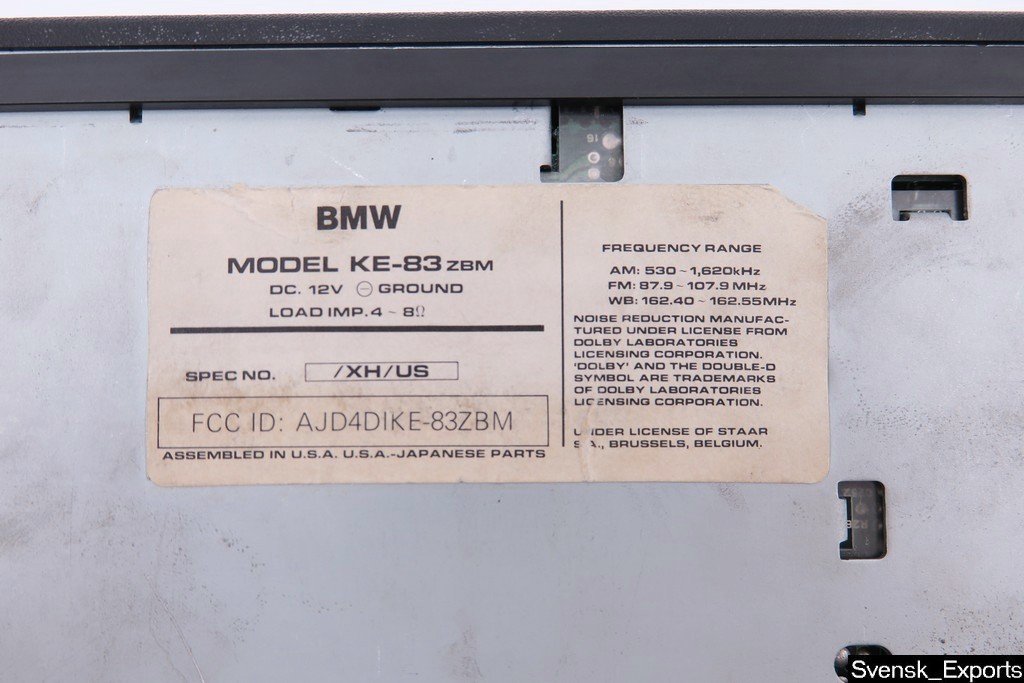 BMW
MODEL KE-83 ZBM
DC. 12V ⊖ GROUND
LOAD IMP. 4 ~ 8Ω
SPEC NO. /XH/US
FCC ID: AJD4DIKE-83ZBM
ASSEMBLED IN U.S.A. U.S.A.-JAPANESE PARTS
FREQUENCY RANGE
AM: 530 ~ 1,620kHz
FM: 87.9 ~ 107.9 MHz
WB: 162.40 ~ 162.55MHz
NOISE REDUCTION MANUFAC-
TURED UNDER LICENSE FROM
DOLBY LABORATORIES
LICENSING CORPORATION.
'DOLBY' AND THE DOUBLE-D
SYMBOL ARE TRADEMARKS
OF DOLBY LABORATORIES
LICENSING CORPORATION.
UNDER LICENSE OF STAAR
S.A., BRUSSELS, BELGIUM.
16
Svensk_Exports